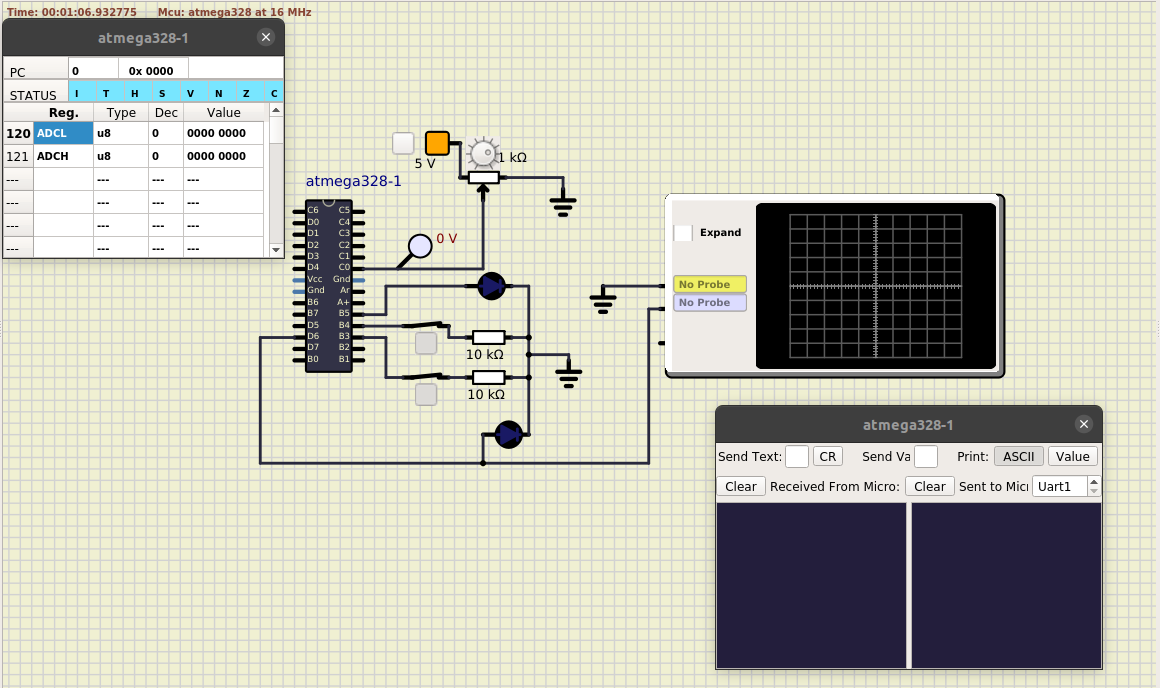 Time: 00:01:06.932775 Mcu: atmega328 at 16 MHz
atmega328-1
PC 0 0x 0000
STATUS I T H S V N Z C
Reg. Type Dec Value
120 ADCL u8 0 0000 0000
121 ADCH u8 0 0000 0000
--- --- --- ---
--- --- --- ---
--- --- --- ---
--- --- --- ---
5 V
1 kΩ
atmega328-1
C6 C5
D0 C4
D1 C3
D2 C2
D3 C1
D4 C0
Vcc Gnd
Gnd Ar
B6 A+
B7 B5
D5 B4
D6 B3
D7 B2
B0 B1
0 V
10 kΩ
10 kΩ
Expand
No Probe
No Probe
atmega328-1
Send Text: CR Send Va Print: ASCII Value
Clear Received From Micro: Clear Sent to Micr Uart1